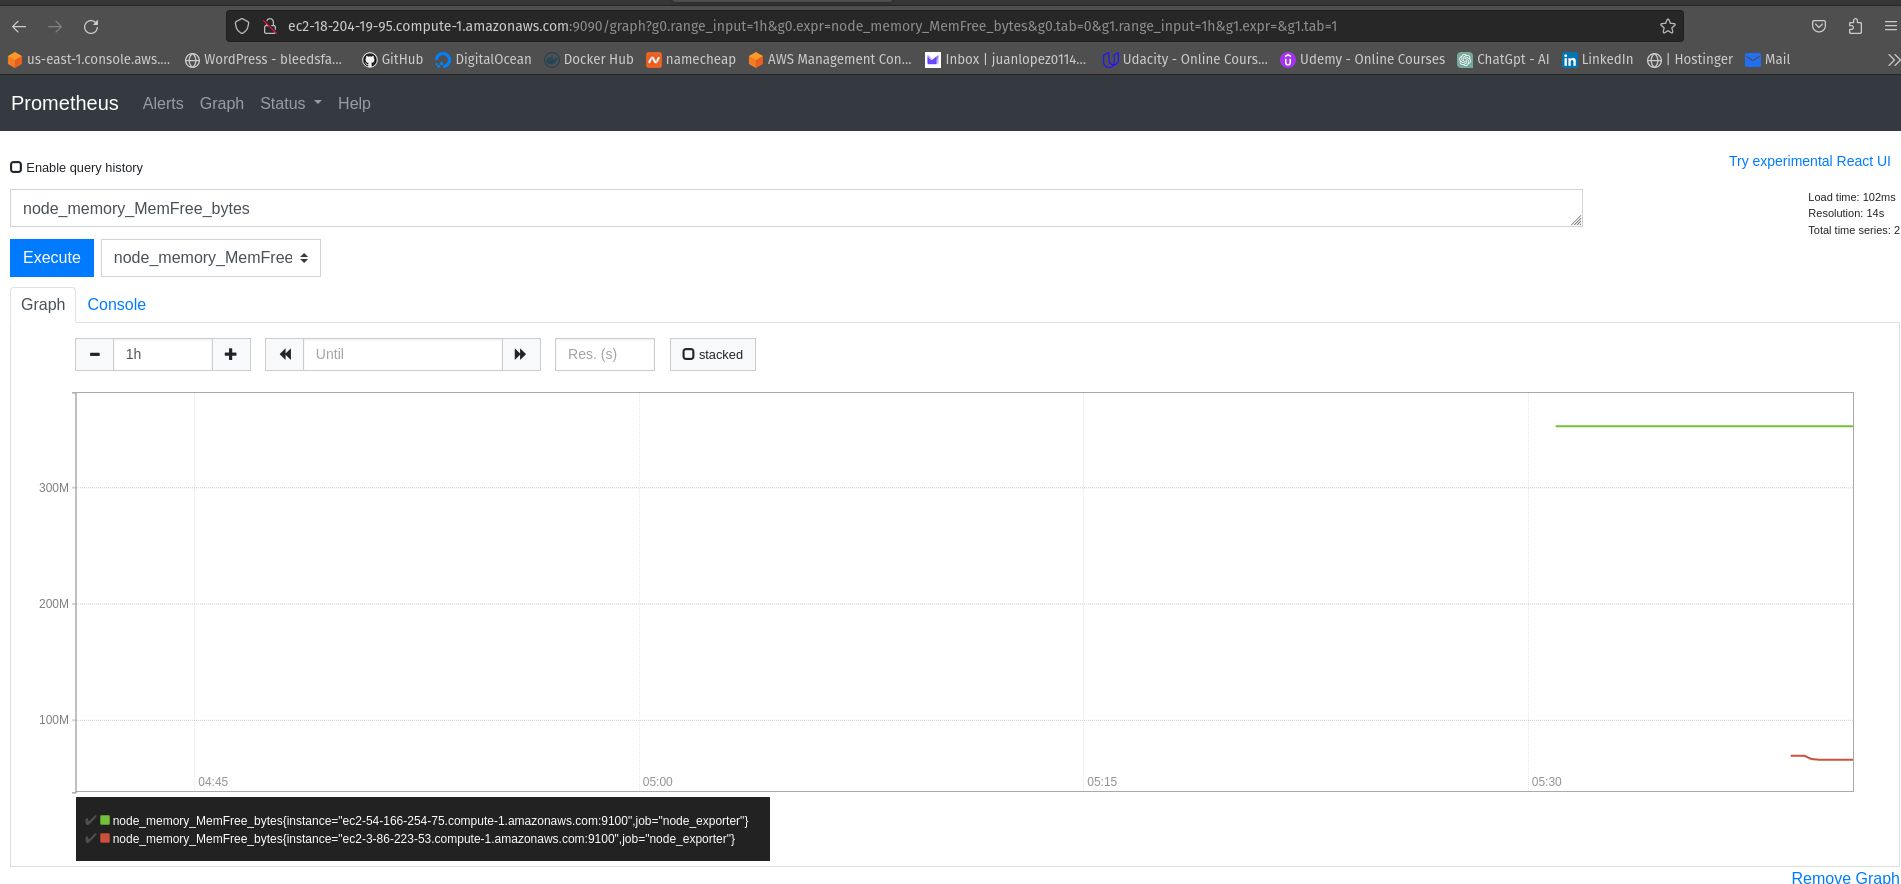 ec2-18-204-19-95.compute-1.amazonaws.com:9090/graph?g0.range_input=1h&g0.expr=node_memory_MemFree_bytes&g0.tab=0&g1.range_input=1h&g1.expr=&g1.tab=1
us-east-1.console.aws.... WordPress - bleedsfa... GitHub DigitalOcean Docker Hub namecheap AWS Management Con... Inbox | juanlopez0114... Udacity - Online Cours... Udemy - Online Courses ChatGpt - AI LinkedIn | Hostinger Mail
Prometheus Alerts Graph Status Help
Enable query history
Try experimental React UI
node_memory_MemFree_bytes
Load time: 102ms
Resolution: 14s
Total time series: 2
Execute node_memory_MemFree
Graph Console
1h Until Res. (s) stacked
300M
200M
100M
04:45 05:00 05:15 05:30
node_memory_MemFree_bytes{instance="ec2-54-166-254-75.compute-1.amazonaws.com:9100",job="node_exporter"}
node_memory_MemFree_bytes{instance="ec2-3-86-223-53.compute-1.amazonaws.com:9100",job="node_exporter"}
Remove Graph